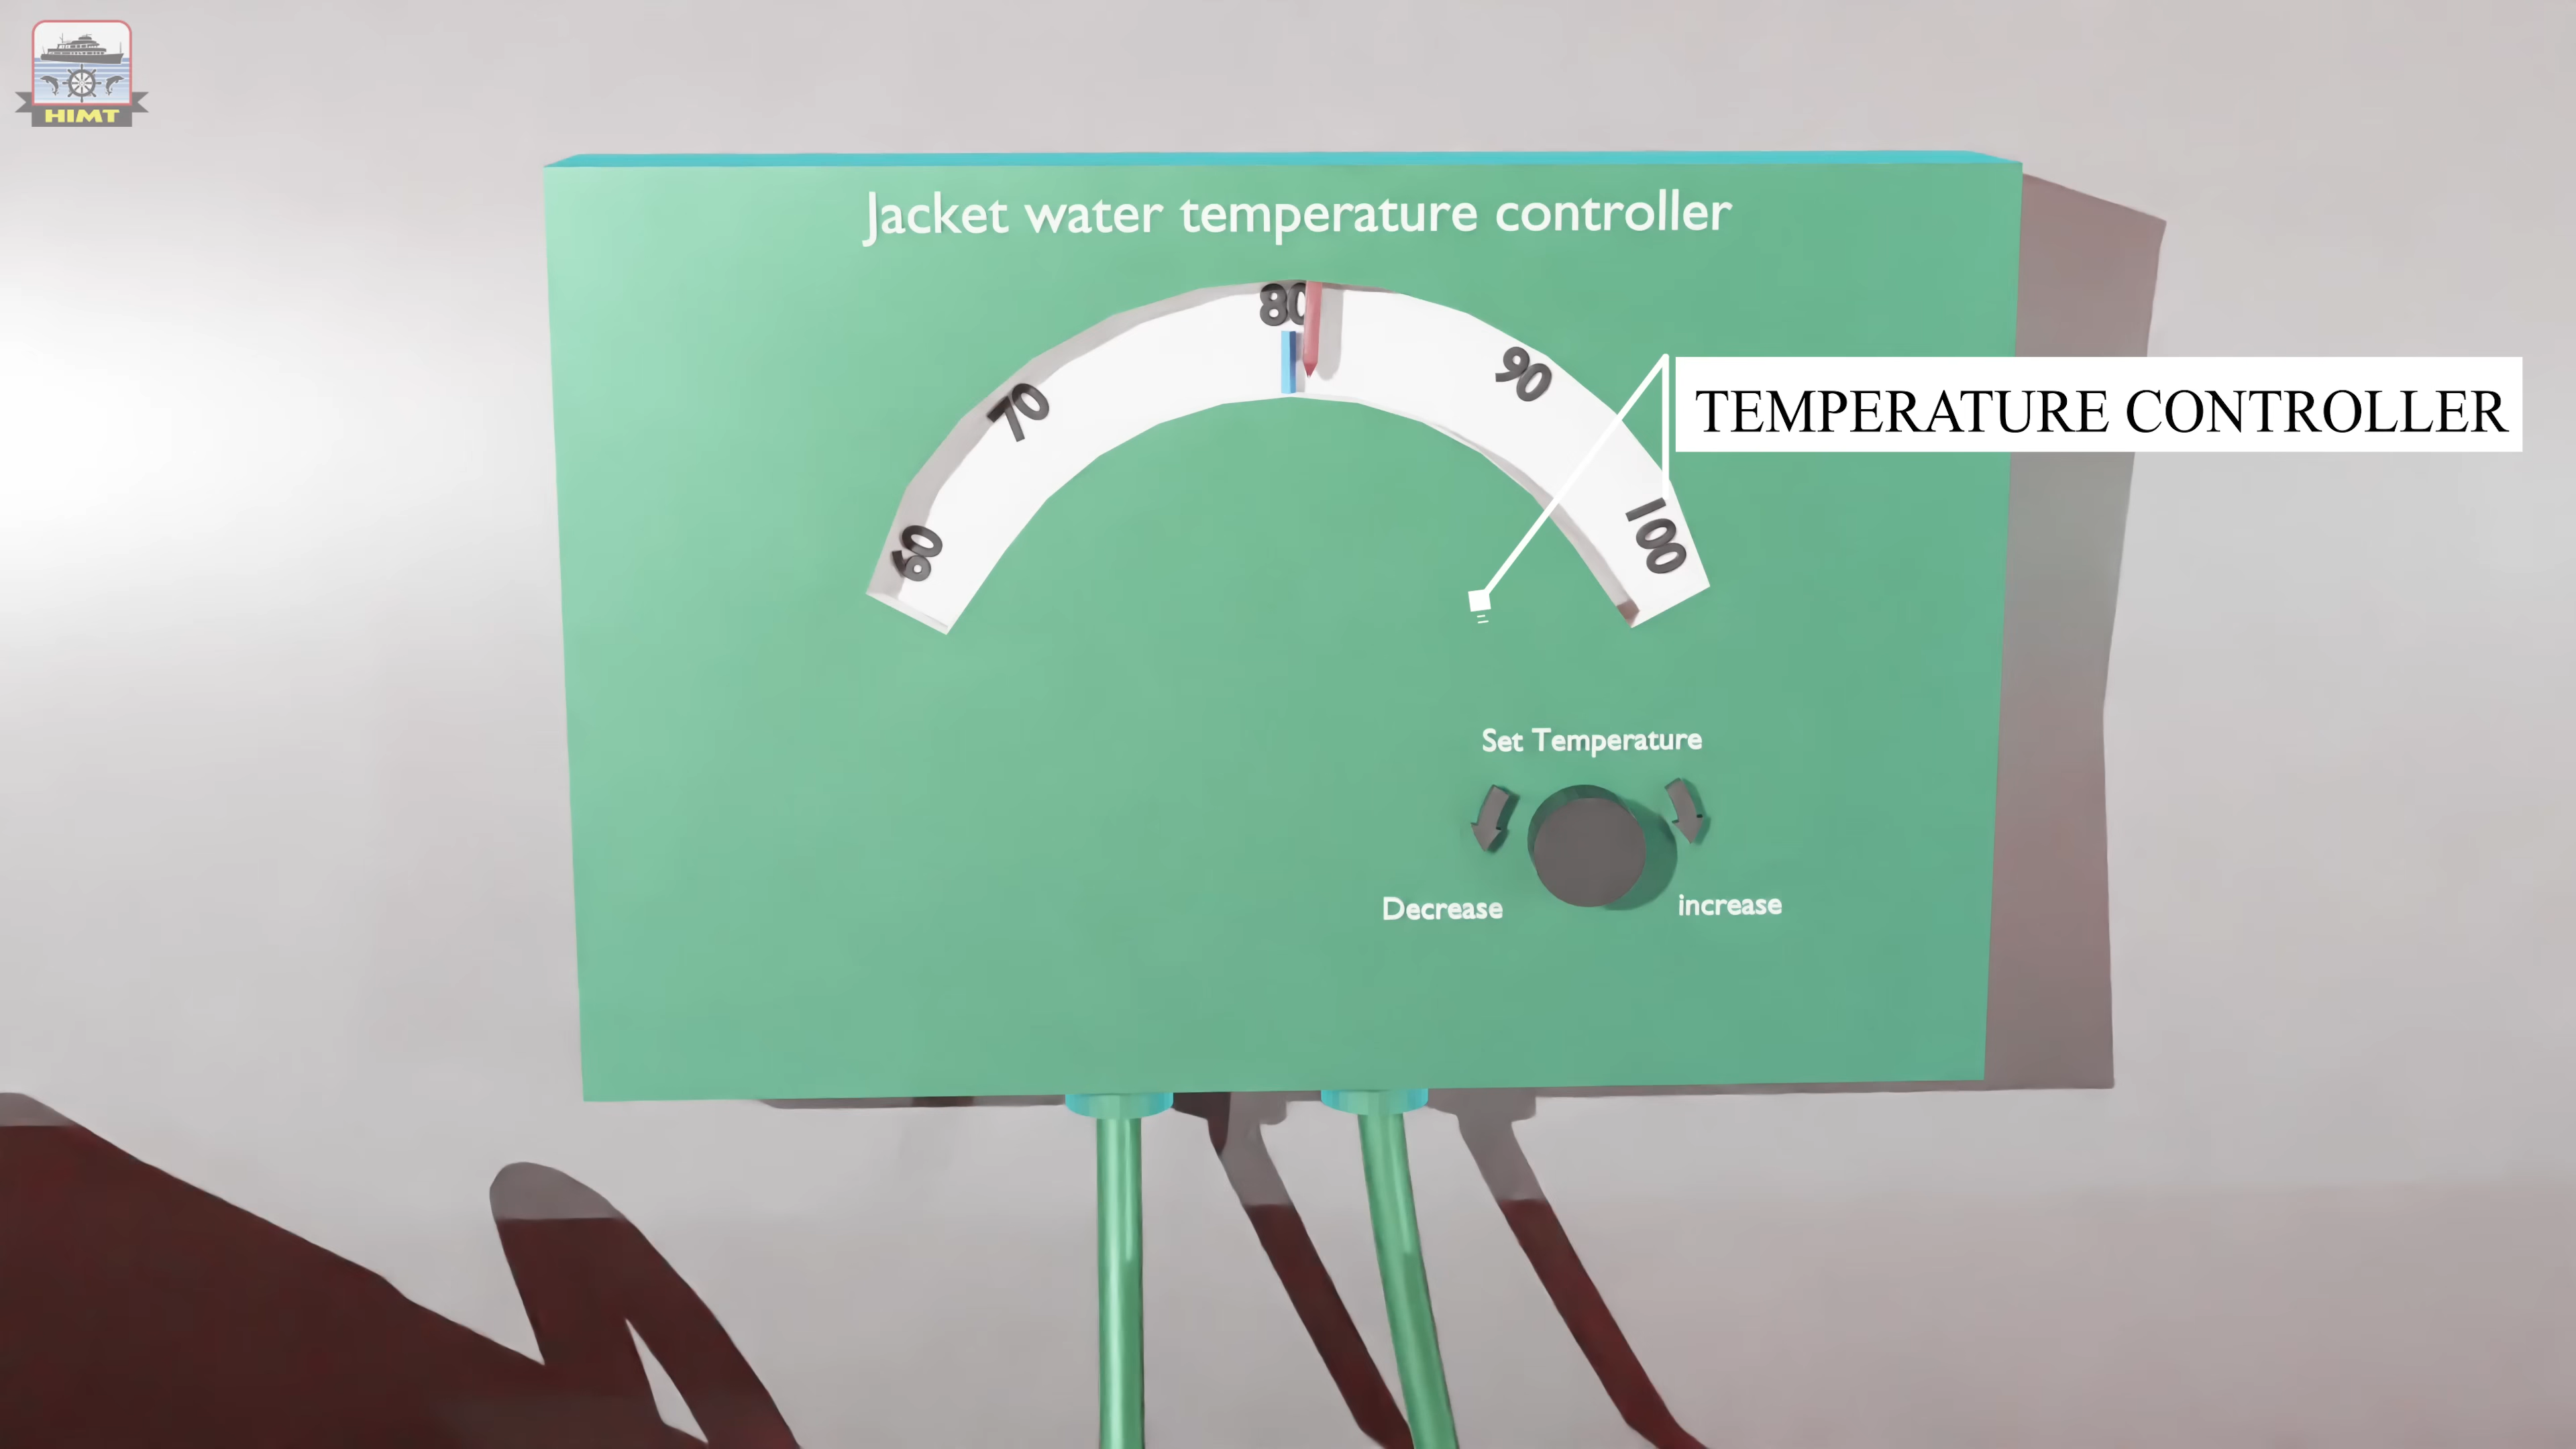 HIMT
Jacket water temperature controller
80
70
90
60
100
TEMPERATURE CONTROLLER
Set Temperature
Decrease
increase